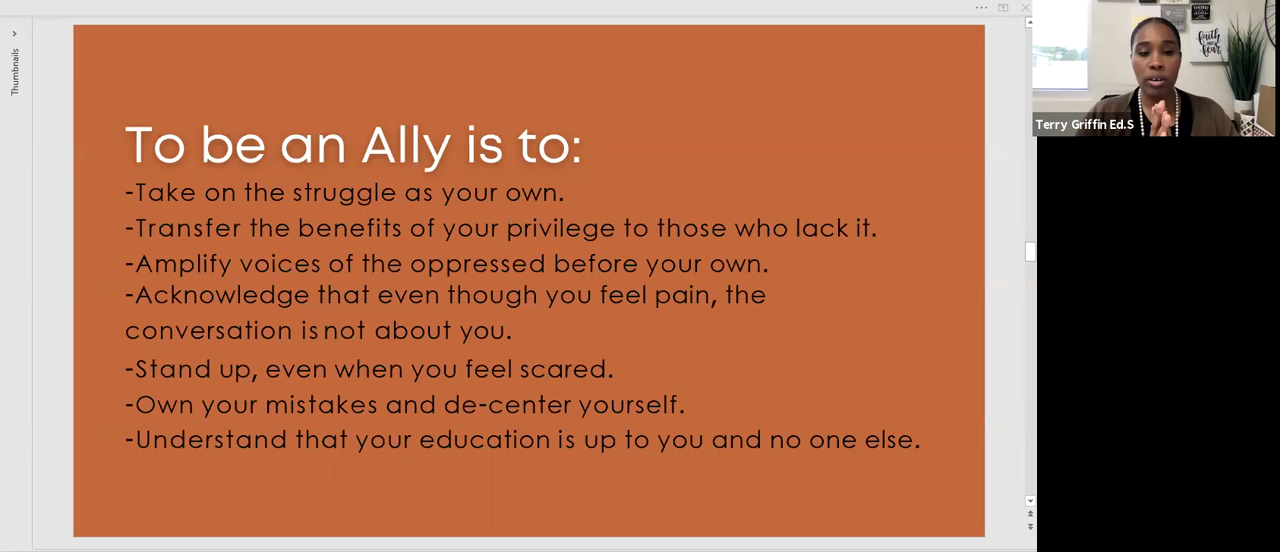 Thumbnails
To be an Ally is to:
-Take on the struggle as your own.
-Transfer the benefits of your privilege to those who lack it.
-Amplify voices of the oppressed before your own.
-Acknowledge that even though you feel pain, the
conversation is not about you.
-Stand up, even when you feel scared.
-Own your mistakes and de-center yourself.
-Understand that your education is up to you and no one else.
faith
fear
Terry Griffin Ed.S